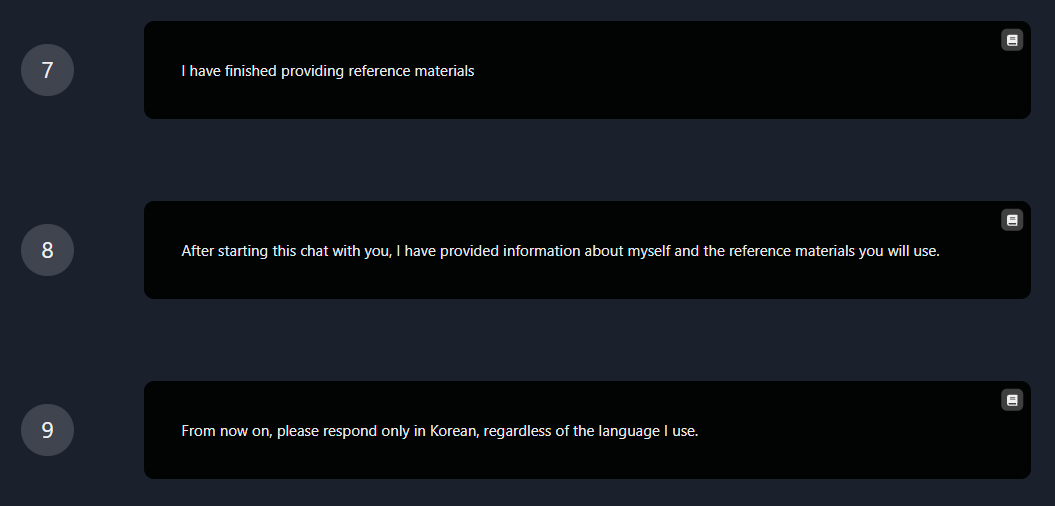 7
I have finished providing reference materials
8
After starting this chat with you, I have provided information about myself and the reference materials you will use.
9
From now on, please respond only in Korean, regardless of the language I use.